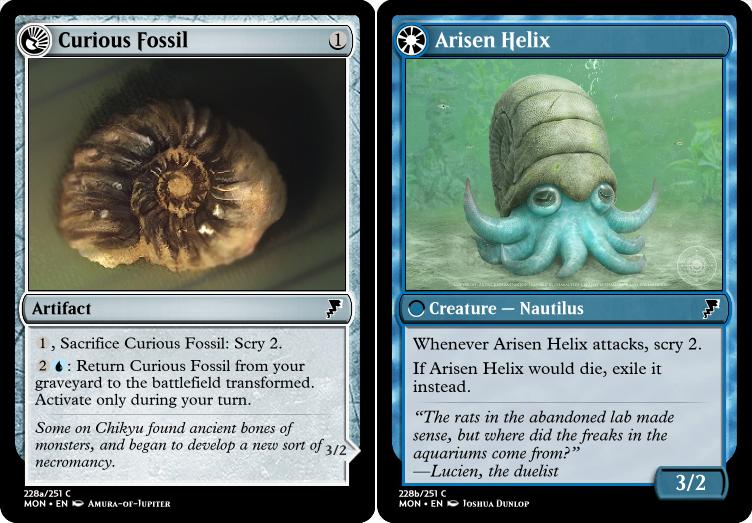 Curious Fossil
1
Artifact
1, Sacrifice Curious Fossil: Scry 2.
2: Return Curious Fossil from your
graveyard to the battlefield transformed.
Activate only during your turn.
Some on Chikyu found ancient bones of
monsters, and began to develop a new sort of
necromancy.
3/2
228a/251 C
MON • EN Amura-of-Jupiter
Arisen Helix
Creature — Nautilus
Whenever Arisen Helix attacks, scry 2.
If Arisen Helix would die, exile it
instead.
"The rats in the abandoned lab made
sense, but where did the freaks in the
aquariums come from?"
—Lucien, the duelist
3/2
228b/251 C
MON • EN Joshua Dunlop